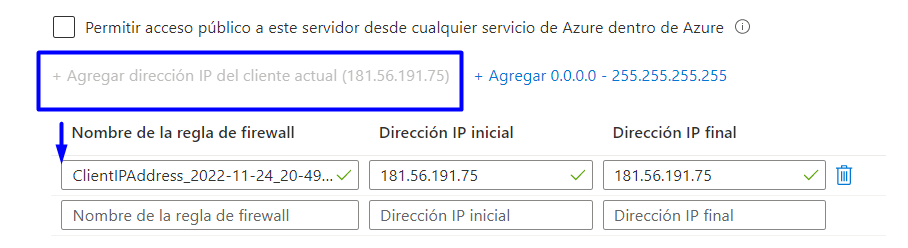 Permitir acceso público a este servidor desde cualquier servicio de Azure dentro de Azure
+ Agregar dirección IP del cliente actual (181.56.191.75) + Agregar 0.0.0.0 - 255.255.255.255
Nombre de la regla de firewall Dirección IP inicial Dirección IP final
ClientIPAddress_2022-11-24_20-49... 181.56.191.75 181.56.191.75
Nombre de la regla de firewall Dirección IP inicial Dirección IP final